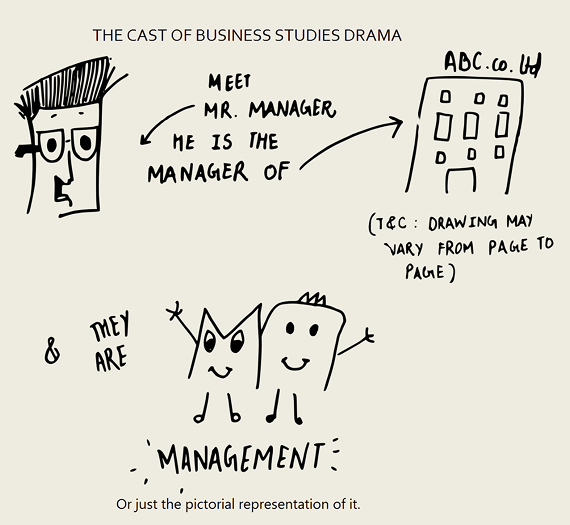 THE CAST OF BUSINESS STUDIES DRAMA
ABC.co.ltd
MEET
MR. MANAGER
HE IS THE
MANAGER OF
(T&C : DRAWING MAY
VARY FROM PAGE TO
PAGE)
& THEY
ARE
MANAGEMENT
Or just the pictorial representation of it.